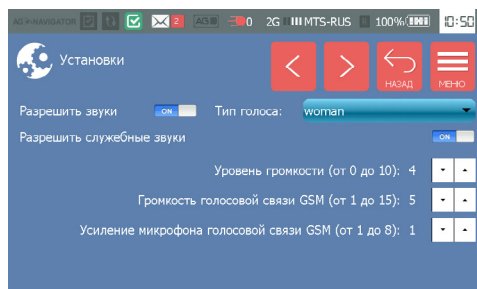 AG NAVIGATOR 2 AG 0 2G MTS-RUS 100% 10:50
Установки НАЗАД МЕНЮ
Разрешить звуки ON Тип голоса: woman
Разрешить служебные звуки ON
Уровень громкости (от 0 до 10): 4
Громкость голосовой связи GSM (от 1 до 15): 5
Усиление микрофона голосовой связи GSM (от 1 до 8): 1